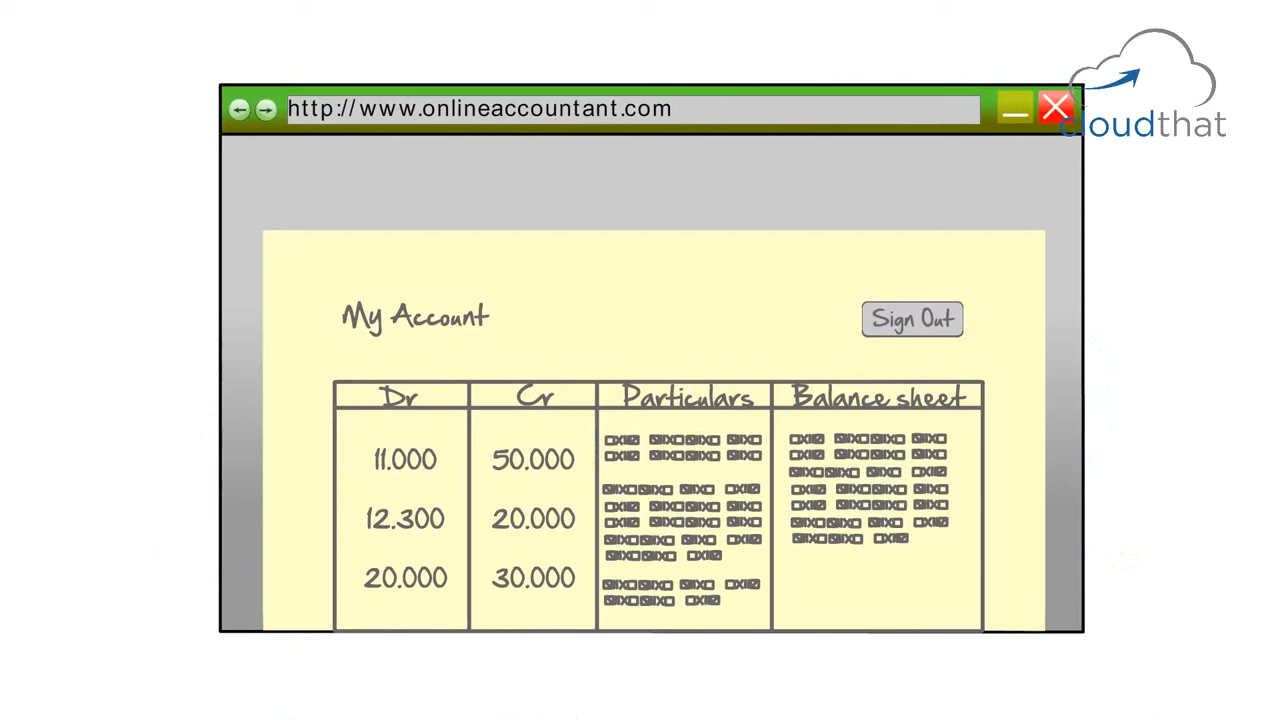 http://www.onlineaccountant.com
cloudthat
My Account
Sign Out
Dr Cr Particulars Balance sheet
11.000 50.000
12.300 20.000
20.000 30.000